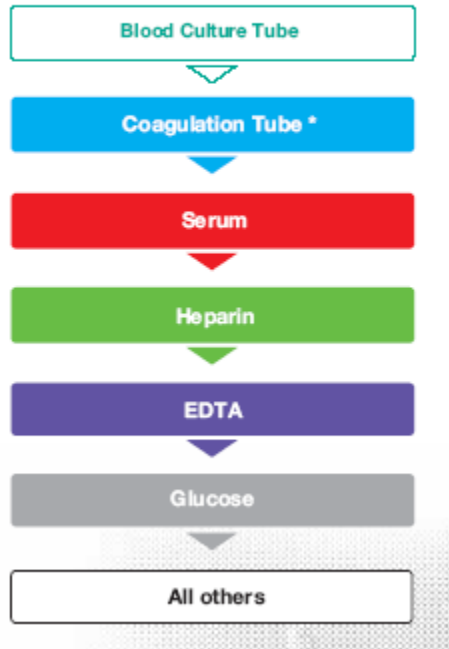 Blood Culture Tube
Coagulation Tube *
Serum
Heparin
EDTA
Glucose
All others